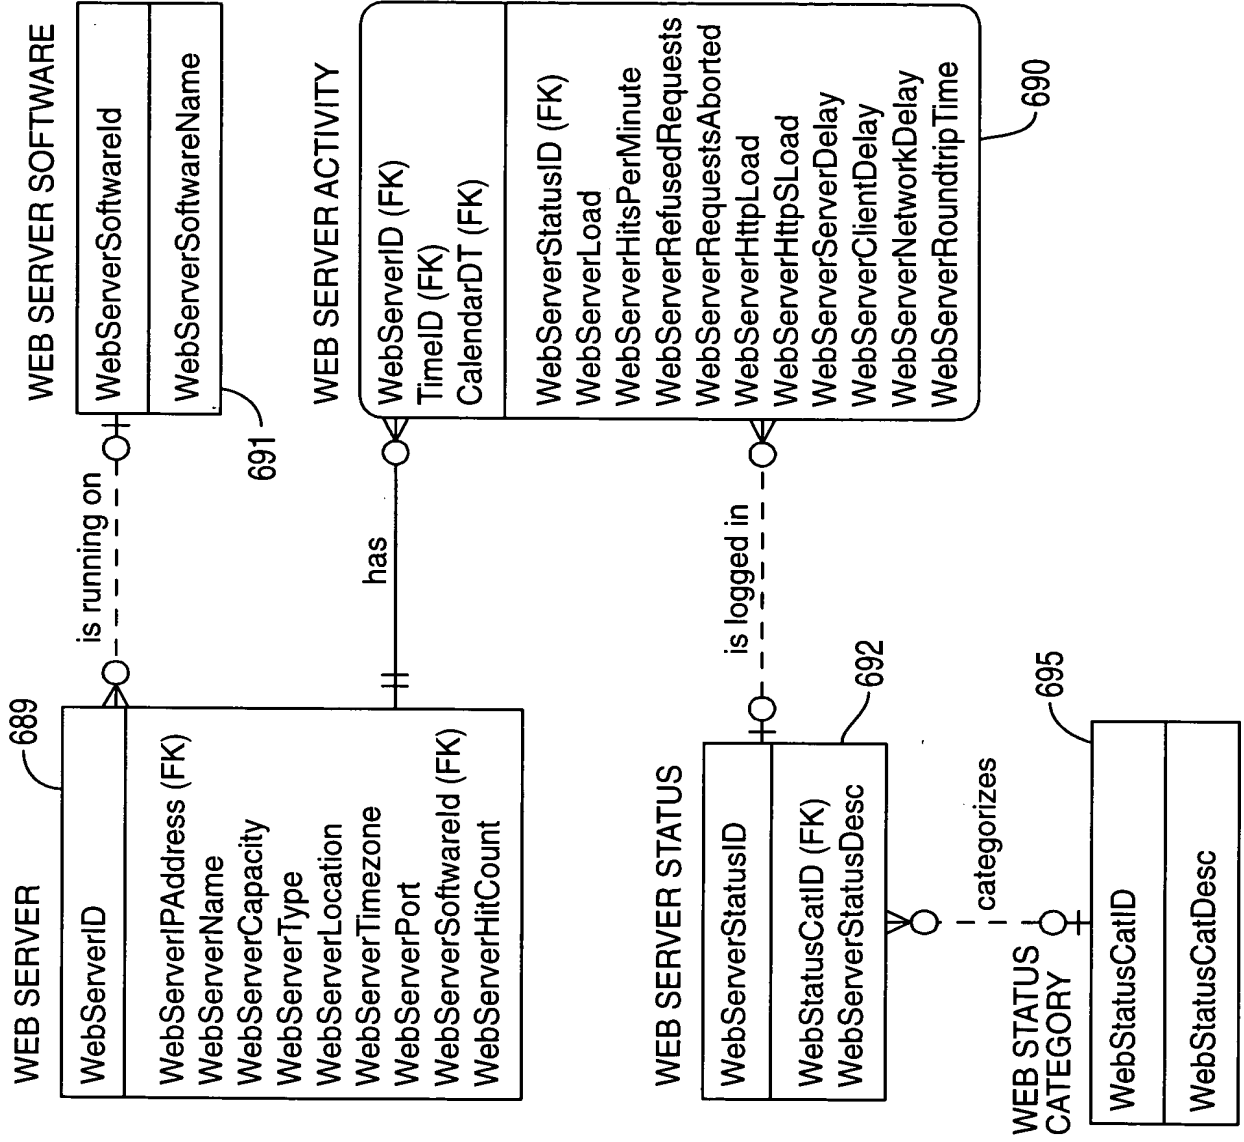 WEB SERVER
689
WebServerID
WebServerIPAddress (FK)
WebServerName
WebServerCapacity
WebServerType
WebServerLocation
WebServerTimezone
WebServerPort
WebServerSoftwareId (FK)
WebServerHitCount
is running on
WEB SERVER SOFTWARE
WebServerSoftwareId
WebServerSoftwareName
691
has
WEB SERVER ACTIVITY
WebServerID (FK)
TimeID (FK)
CalendarDT (FK)
WebServerStatusID (FK)
WebServerLoad
WebServerHitsPerMinute
WebServerRefusedRequests
WebServerRequestsAborted
WebServerHttpLoad
WebServerHttpSLoad
WebServerServerDelay
WebServerClientDelay
WebServerNetworkDelay
WebServerRoundtripTime
690
is logged in
WEB SERVER STATUS
WebServerStatusID
WebStatusCatID (FK)
WebServerStatusDesc
692
categorizes
WEB STATUS
CATEGORY
695
WebStatusCatID
WebStatusCatDesc